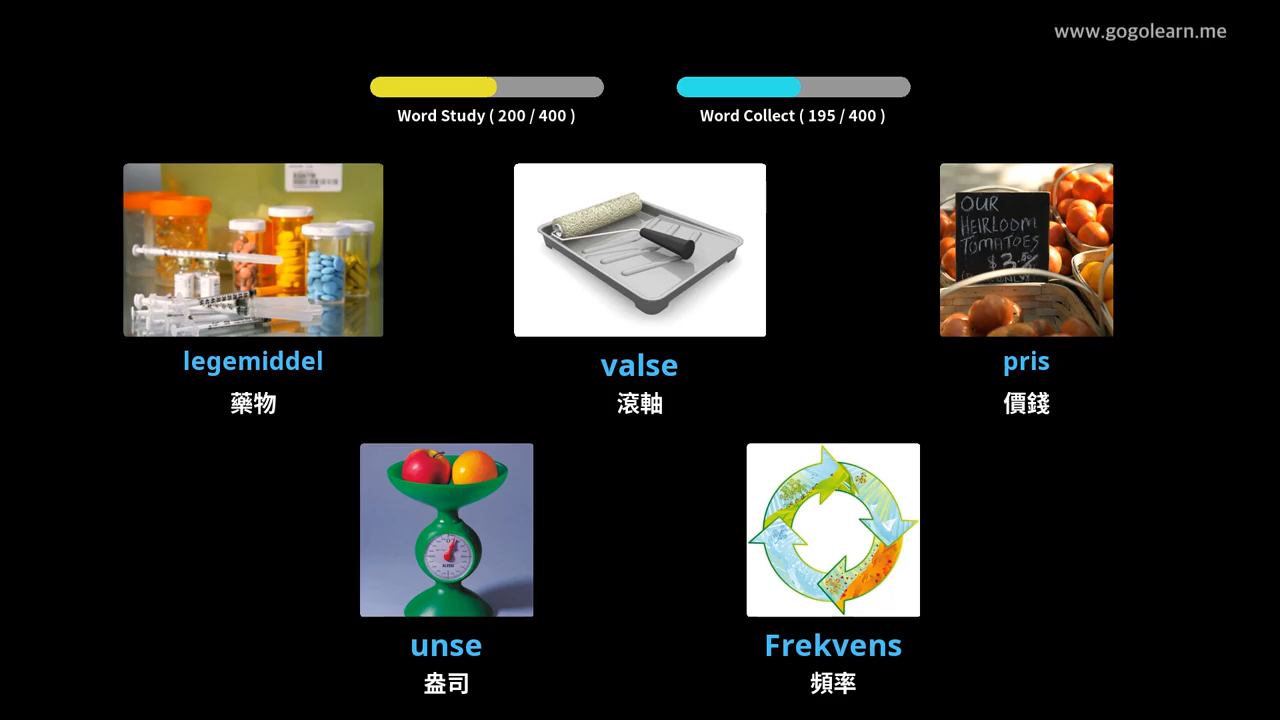 www.gogolearn.me
Word Study ( 200 / 400 )
Word Collect ( 195 / 400 )
OUR
HEIRLOOM
TOMATOES
$3.
legemiddel
valse
pris
藥物
滾軸
價錢
unse
Frekvens
盎司
頻率